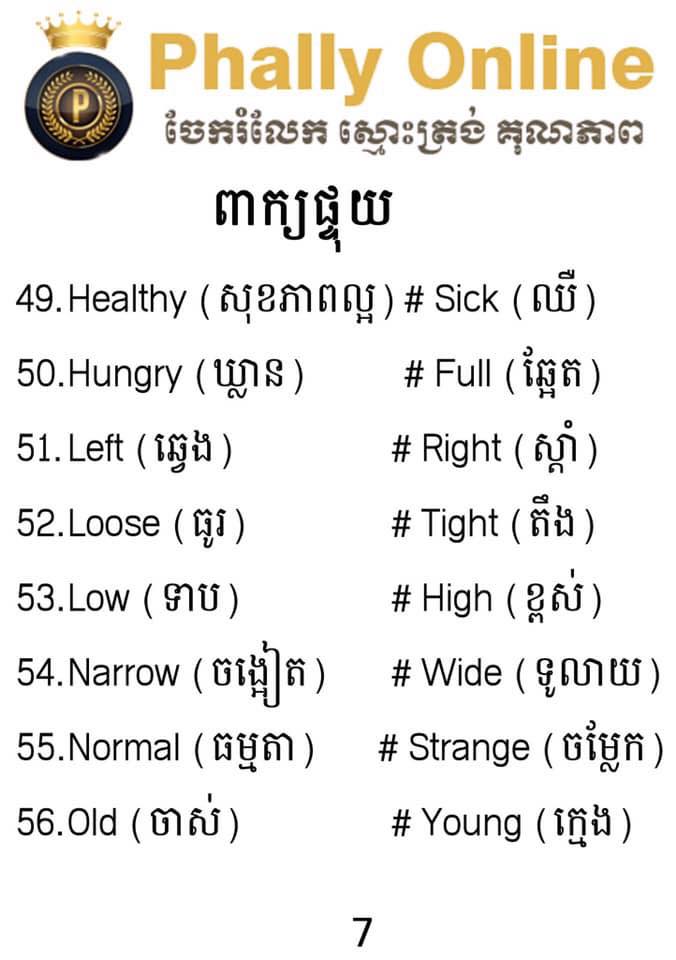 P
Phally Online
ចែករំលែក ស្មោះត្រង់ គុណភាព
ពាក្យផ្ទុយ
49. Healthy ( សុខភាពល្អ ) # Sick ( ឈឺ )
50. Hungry ( ឃ្លាន ) # Full ( ឆ្អែត )
51. Left ( ឆ្វេង ) # Right ( ស្តាំ )
52. Loose ( ធូរ ) # Tight ( តឹង )
53. Low ( ទាប ) # High ( ខ្ពស់ )
54. Narrow ( ចង្អៀត ) # Wide ( ទូលាយ )
55. Normal ( ធម្មតា ) # Strange ( ចម្លែក )
56. Old ( ចាស់ ) # Young ( ក្មេង )
7